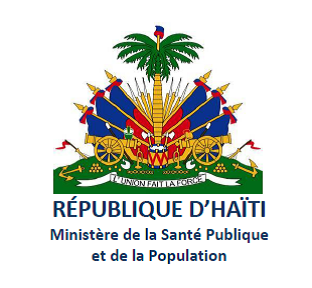 L'UNION FAIT LA FORCE
RÉPUBLIQUE D'HAÏTI
Ministère de la Santé Publique
et de la Population